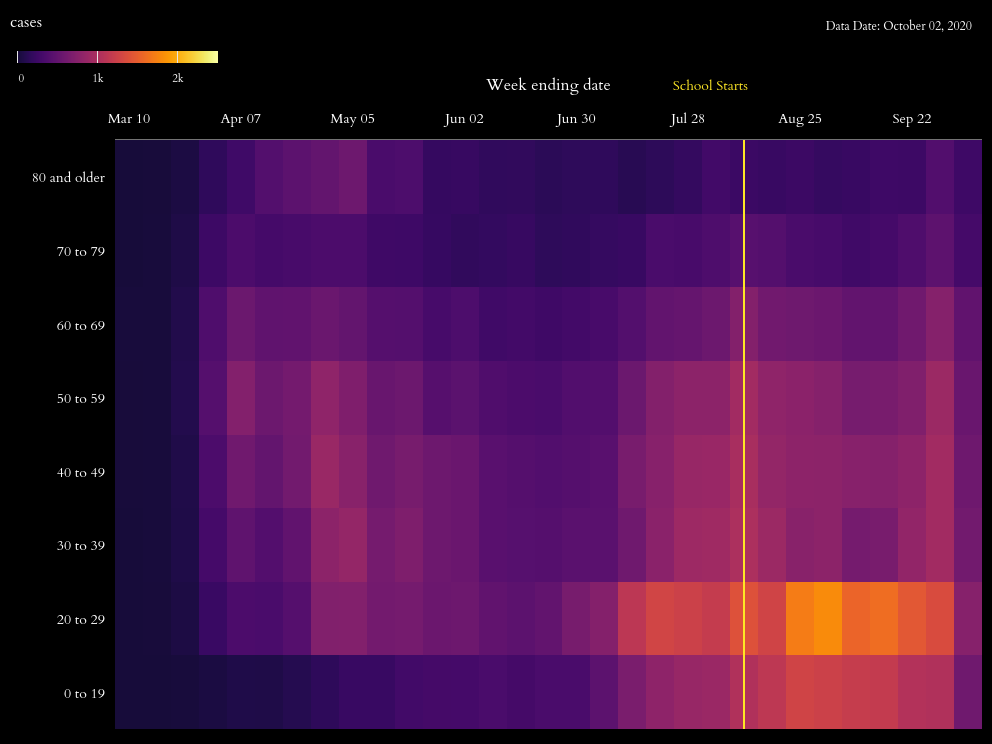 cases
Data Date: October 02, 2020
0 1k 2k
Week ending date
School Starts
Mar 10 Apr 07 May 05 Jun 02 Jun 30 Jul 28 Aug 25 Sep 22
80 and older
70 to 79
60 to 69
50 to 59
40 to 49
30 to 39
20 to 29
0 to 19